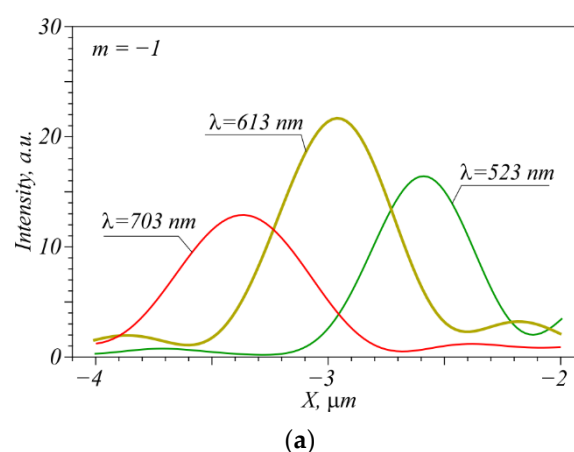 30
m = −1
λ=613 nm
20
λ=523 nm
λ=703 nm
10
0
Intensity, a.u.
−4
−3
−2
X, μm
(a)